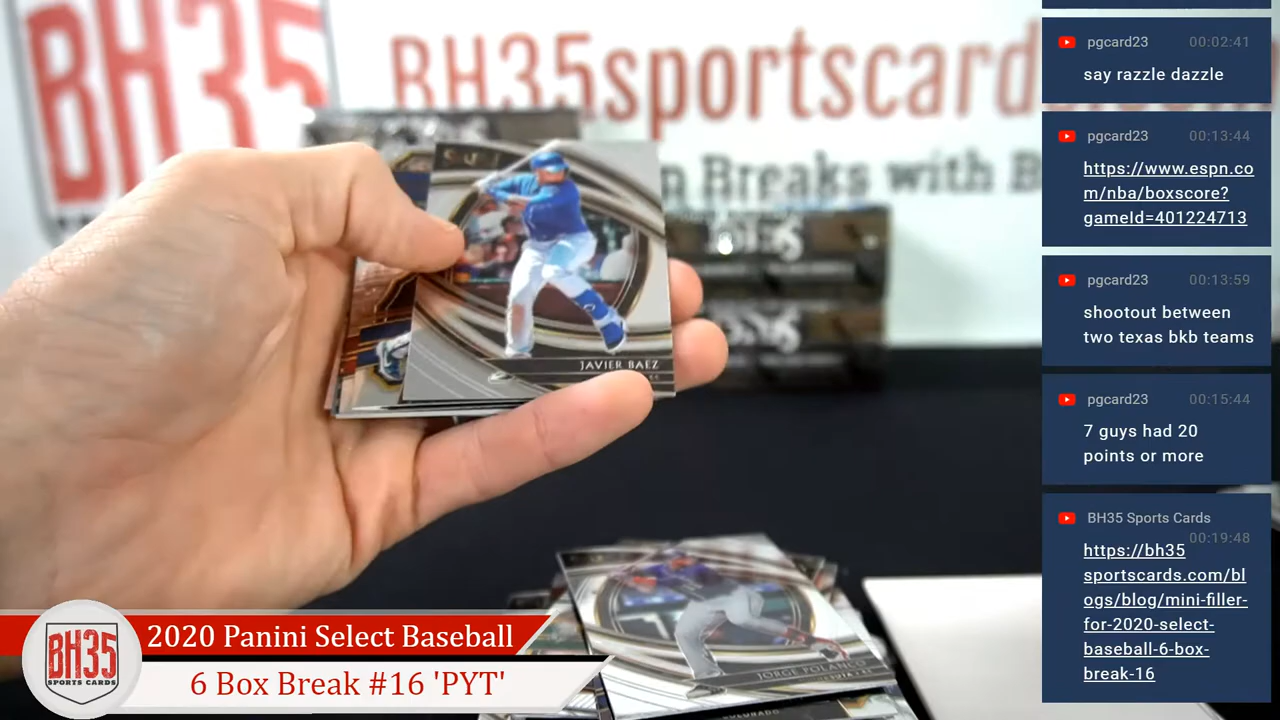 BH35
BH35sportscards.com
n Breaks with B
JAVIER BAEZ
JORGE POLANCO
COLORADO
pgcard23 00:02:41
say razzle dazzle
pgcard23 00:13:44
https://www.espn.co
m/nba/boxscore?
gameId=401224713
pgcard23 00:13:59
shootout between
two texas bkb teams
pgcard23 00:15:44
7 guys had 20
points or more
BH35 Sports Cards
00:19:48
https://bh35
sportscards.com/bl
ogs/blog/mini-filler-
for-2020-select-
baseball-6-box-
break-16
BH35
SPORTS CARDS
2020 Panini Select Baseball
6 Box Break #16 'PYT'